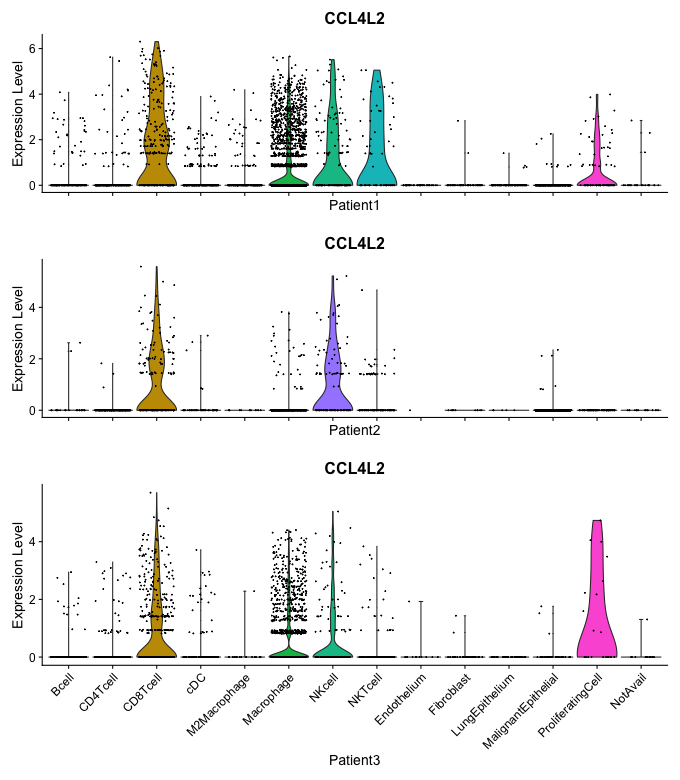 CCL4L2
Expression Level
6
4
2
0
Patient1
CCL4L2
Expression Level
4
2
0
Patient2
CCL4L2
Expression Level
4
2
0
Bcell
CD4Tcell
CD8Tcell
cDC
M2Macrophage
Macrophage
NKcell
NKTcell
Endothelium
Fibroblast
LungEpithelium
MalignantEpithelial
ProliferatingCell
NotAvail
Patient3